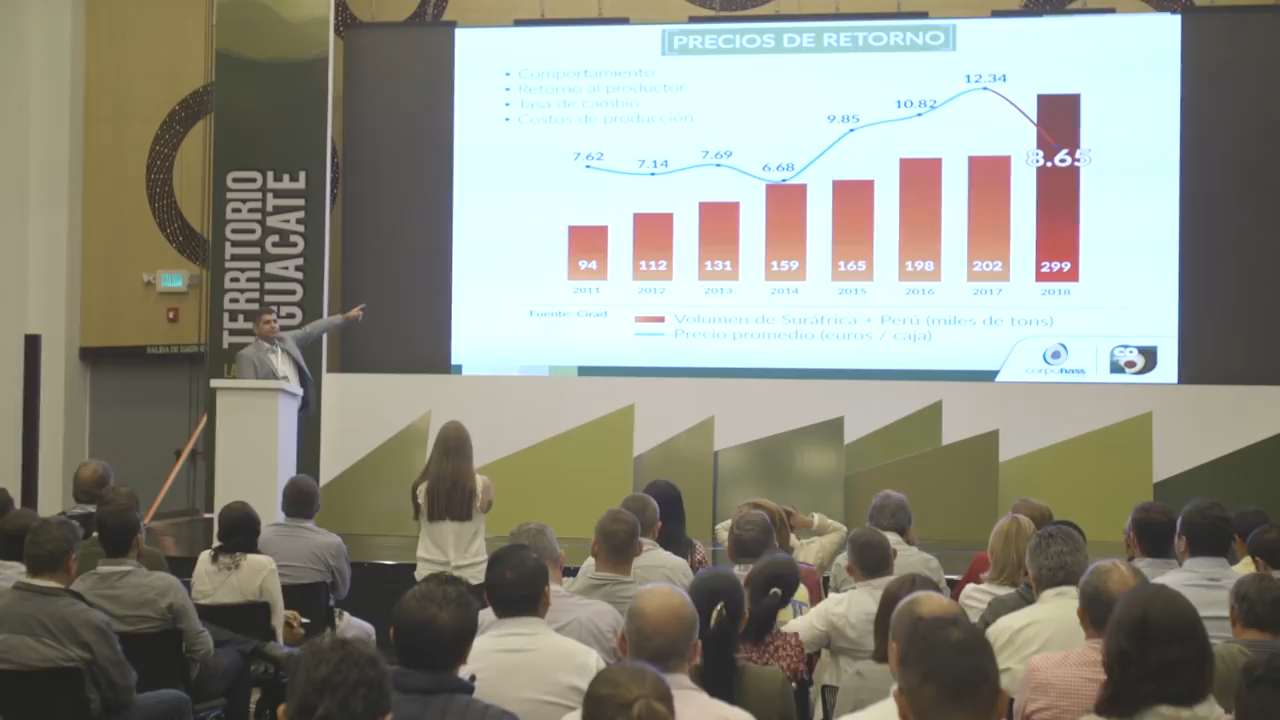 PRECIOS DE RETORNO
• Comportamiento
• Retorno al productor
• Tasa de cambio
• Costos de producción
7.62
7.14
7.69
6.68
9.85
10.82
12.34
8.65
94
112
131
159
165
198
202
299
2011
2012
2013
2014
2015
2016
2017
2018
Fuente: Cirad
Volumen de Suráfrica + Perú (miles de tons)
Precio promedio (euros / caja)
corpohass
TERRITORIO
AGUACATE
SALIDA